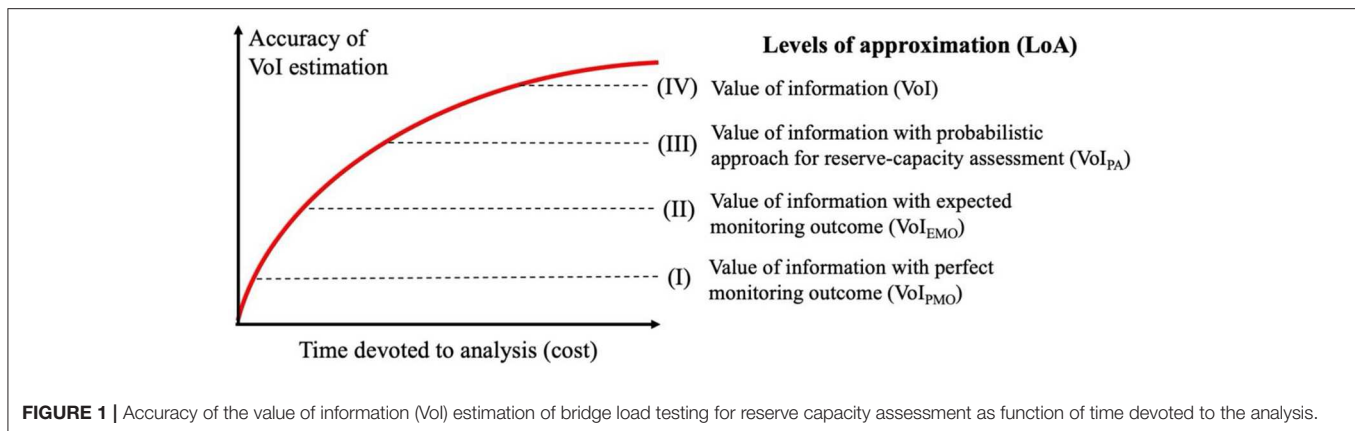 Accuracy of
VoI estimation
Levels of approximation (LoA)
(IV) Value of information (VoI)
(III) Value of information with probabilistic
approach for reserve-capacity assessment (VoIPA)
(II) Value of information with expected
monitoring outcome (VoIEMO)
(I) Value of information with perfect
monitoring outcome (VoIPMO)
Time devoted to analysis (cost)
FIGURE 1 | Accuracy of the value of information (VoI) estimation of bridge load testing for reserve capacity assessment as function of time devoted to the analysis.